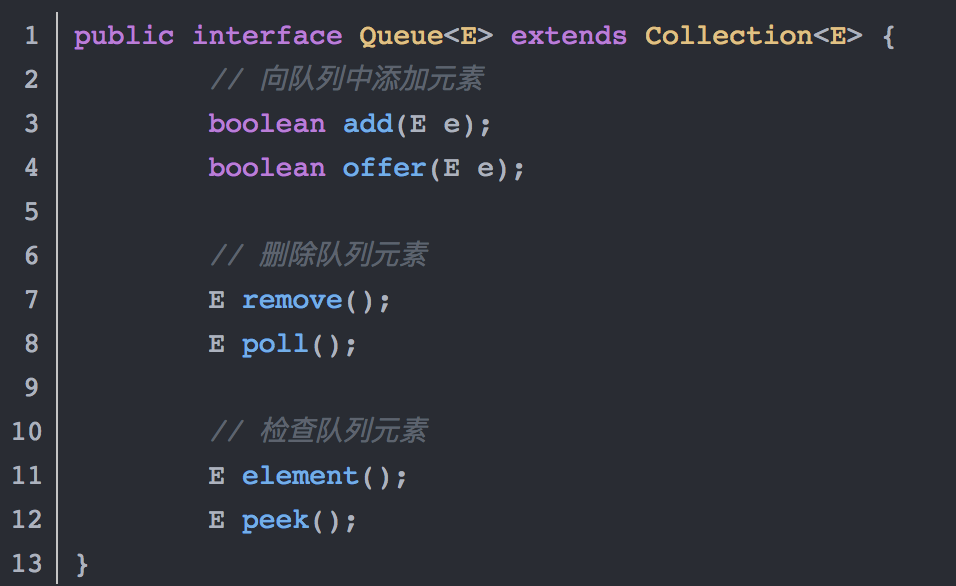 1 public interface Queue<E> extends Collection<E> {
2 // 向队列中添加元素
3 boolean add(E e);
4 boolean offer(E e);
5
6 // 删除队列元素
7 E remove();
8 E poll();
9
10 // 检查队列元素
11 E element();
12 E peek();
13 }